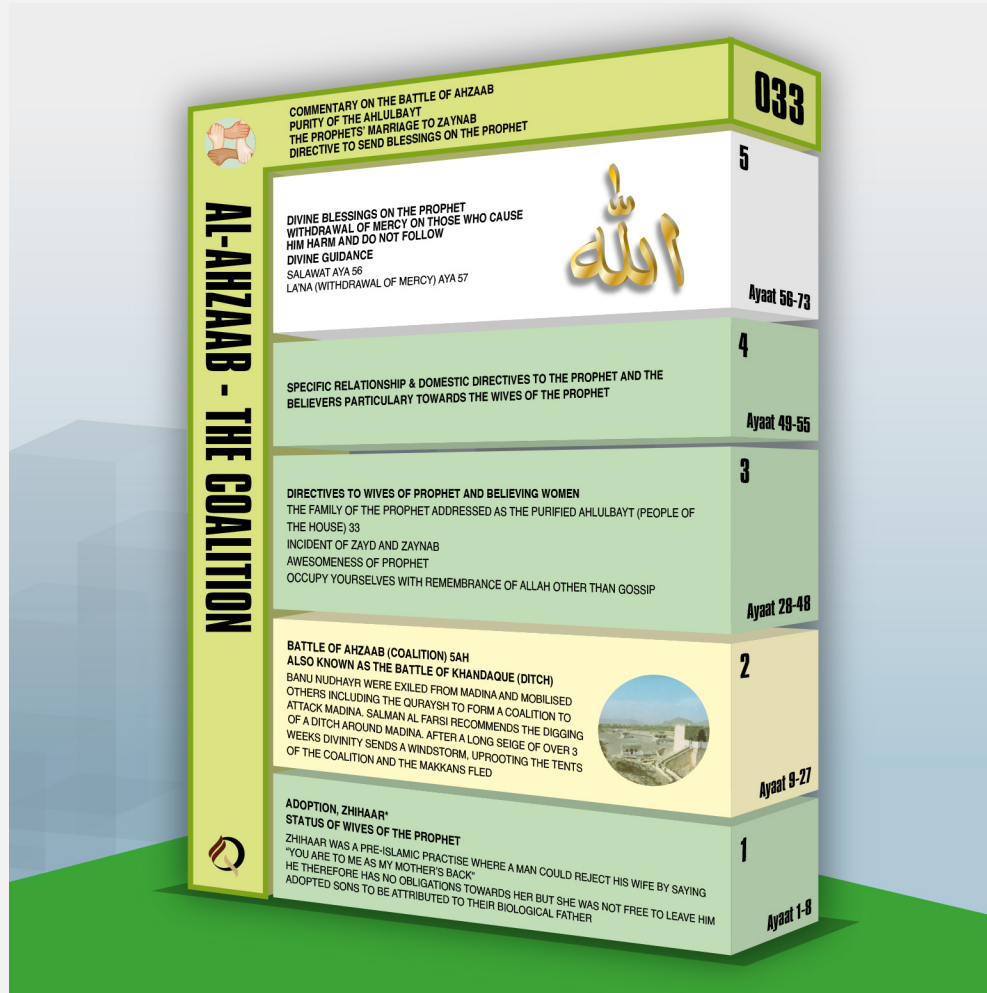 COMMENTARY ON THE BATTLE OF AHZAAB
PURITY OF THE AHLULBAYT
THE PROPHETS' MARRIAGE TO ZAYNAB
DIRECTIVE TO SEND BLESSINGS ON THE PROPHET
033
AL-AHZAAB - THE COALITION
5
DIVINE BLESSINGS ON THE PROPHET
WITHDRAWAL OF MERCY ON THOSE WHO CAUSE
HIM HARM AND DO NOT FOLLOW
DIVINE GUIDANCE
SALAWAT AYA 56
LA'NA (WITHDRAWAL OF MERCY) AYA 57
الله
Ayaat 56-73
4
SPECIFIC RELATIONSHIP & DOMESTIC DIRECTIVES TO THE PROPHET AND THE
BELIEVERS PARTICULARY TOWARDS THE WIVES OF THE PROPHET
Ayaat 49-55
3
DIRECTIVES TO WIVES OF PROPHET AND BELIEVING WOMEN
THE FAMILY OF THE PROPHET ADDRESSED AS THE PURIFIED AHLULBAYT (PEOPLE OF
THE HOUSE) 33
INCIDENT OF ZAYD AND ZAYNAB
AWESOMENESS OF PROPHET
OCCUPY YOURSELVES WITH REMEMBRANCE OF ALLAH OTHER THAN GOSSIP
Ayaat 28-48
2
BATTLE OF AHZAAB (COALITION) 5AH
ALSO KNOWN AS THE BATTLE OF KHANDAQUE (DITCH)
BANU NUDHAYR WERE EXILED FROM MADINA AND MOBILISED
OTHERS INCLUDING THE QURAYSH TO FORM A COALITION TO
ATTACK MADINA. SALMAN AL FARSI RECOMMENDS THE DIGGING
OF A DITCH AROUND MADINA. AFTER A LONG SEIGE OF OVER 3
WEEKS DIVINITY SENDS A WINDSTORM, UPROOTING THE TENTS
OF THE COALITION AND THE MAKKANS FLED
Ayaat 9-27
1
ADOPTION, ZHIHAAR*
STATUS OF WIVES OF THE PROPHET
ZHIHAAR WAS A PRE-ISLAMIC PRACTISE WHERE A MAN COULD REJECT HIS WIFE BY SAYING
"YOU ARE TO ME AS MY MOTHER'S BACK"
HE THEREFORE HAS NO OBLIGATIONS TOWARDS HER BUT SHE WAS NOT FREE TO LEAVE HIM
ADOPTED SONS TO BE ATTRIBUTED TO THEIR BIOLOGICAL FATHER
Ayaat 1-8